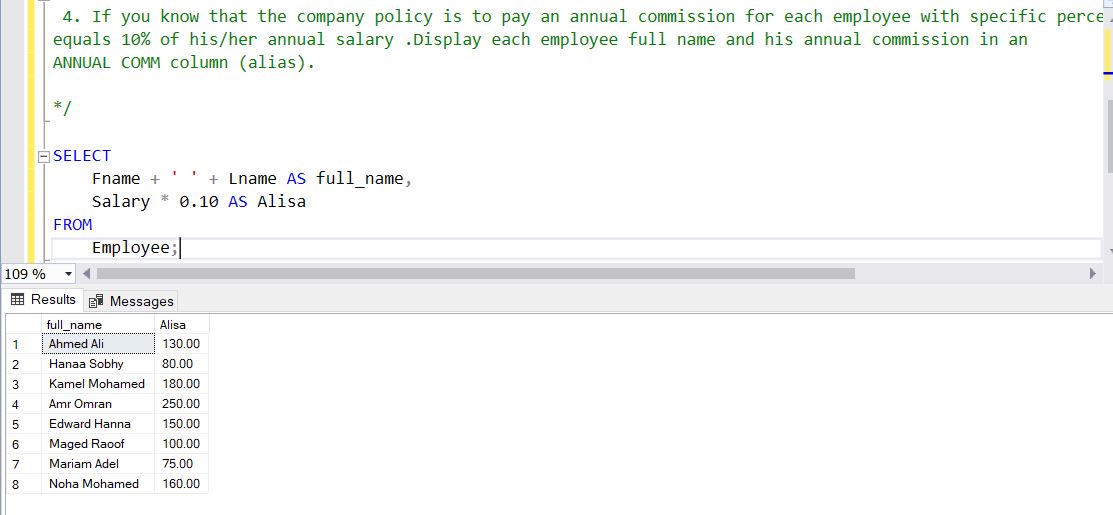 4. If you know that the company policy is to pay an annual commission for each employee with specific perce
equals 10% of his/her annual salary .Display each employee full name and his annual commission in an
ANNUAL COMM column (alias).
*/
SELECT
Fname + ' ' + Lname AS full_name,
Salary * 0.10 AS Alisa
FROM
Employee;
109 %
Results Messages
full_name Alisa
1 Ahmed Ali 130.00
2 Hanaa Sobhy 80.00
3 Kamel Mohamed 180.00
4 Amr Omran 250.00
5 Edward Hanna 150.00
6 Maged Raoof 100.00
7 Mariam Adel 75.00
8 Noha Mohamed 160.00